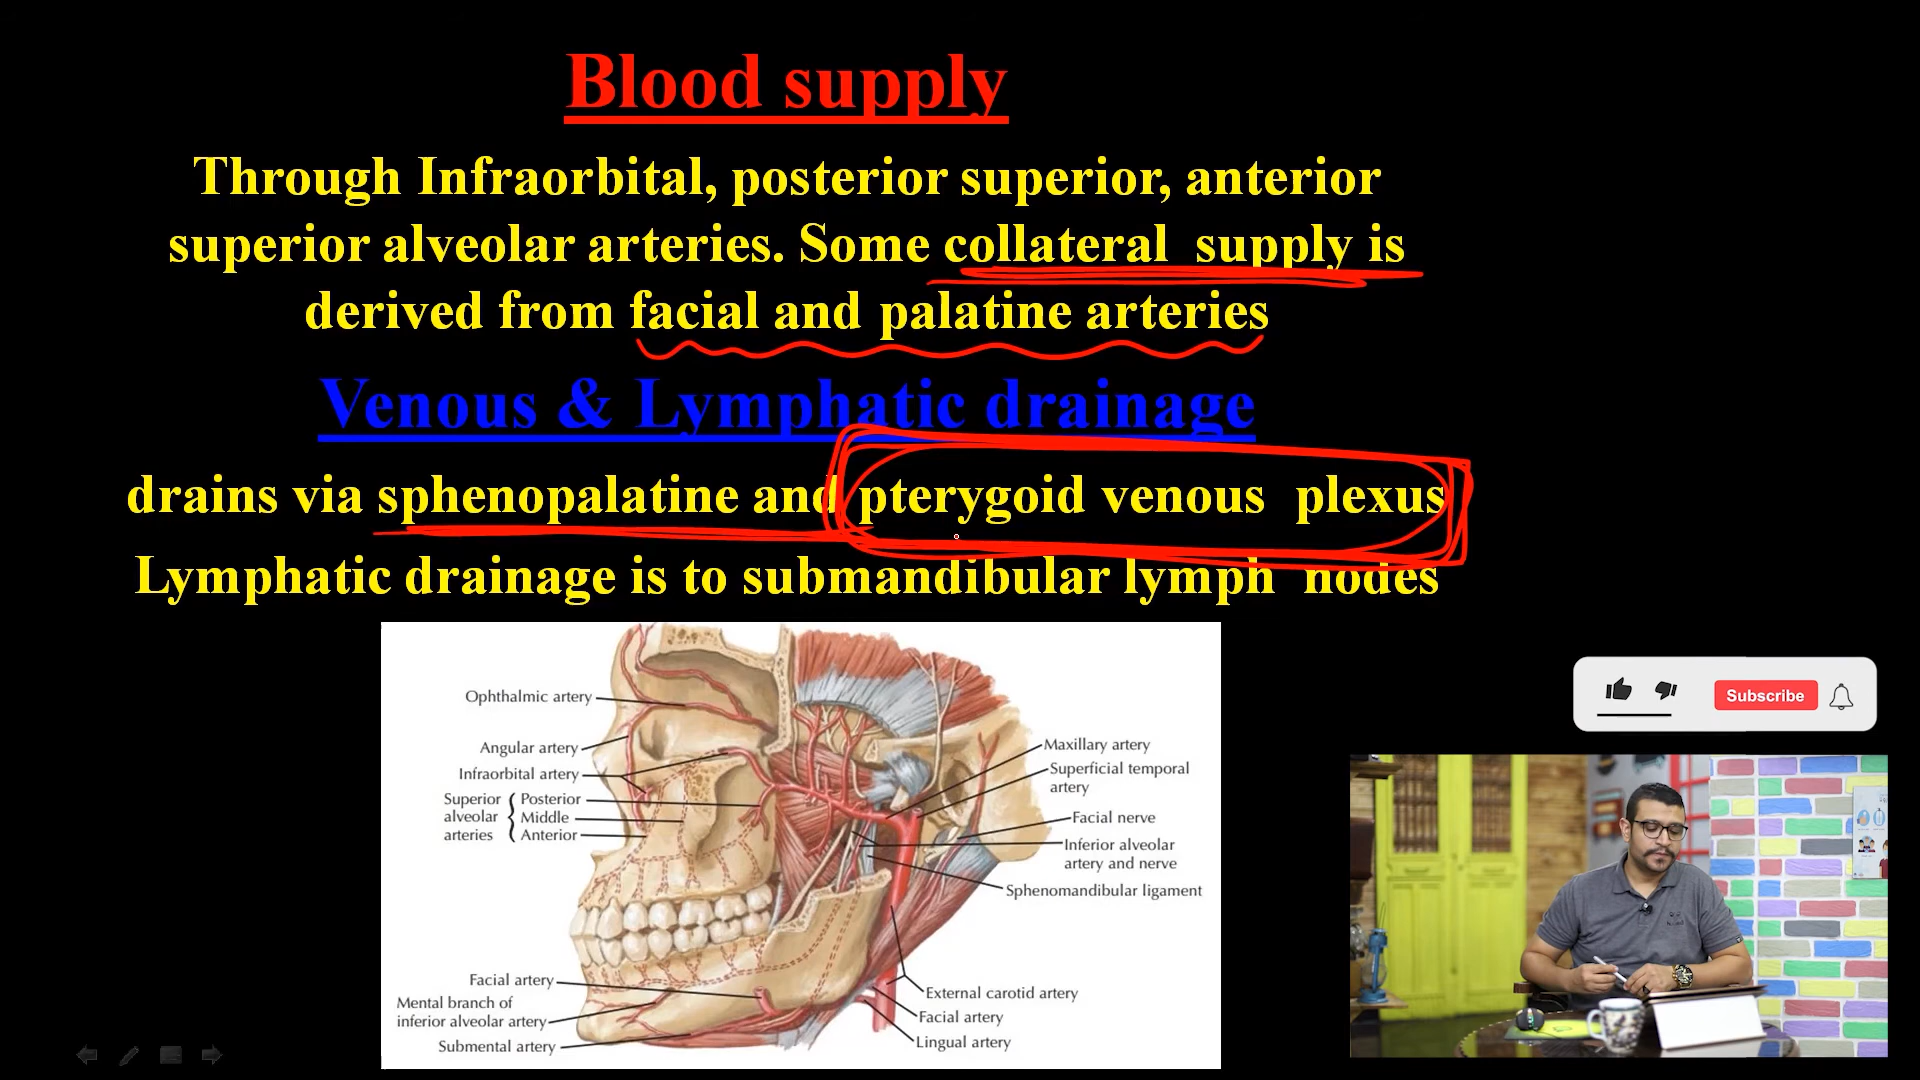 Blood supply
Through Infraorbital, posterior superior, anterior
superior alveolar arteries. Some collateral supply is
derived from facial and palatine arteries
Venous & Lymphatic drainage
drains via sphenopalatine and pterygoid venous plexus
Lymphatic drainage is to submandibular lymph nodes
Ophthalmic artery
Angular artery
Infraorbital artery
Superior
alveolar
arteries
Posterior
Middle
Anterior
Facial artery
Mental branch of
inferior alveolar artery
Submental artery
Maxillary artery
Superficial temporal
artery
Facial nerve
Inferior alveolar
artery and nerve
Sphenomandibular ligament
External carotid artery
Facial artery
Lingual artery
Subscribe